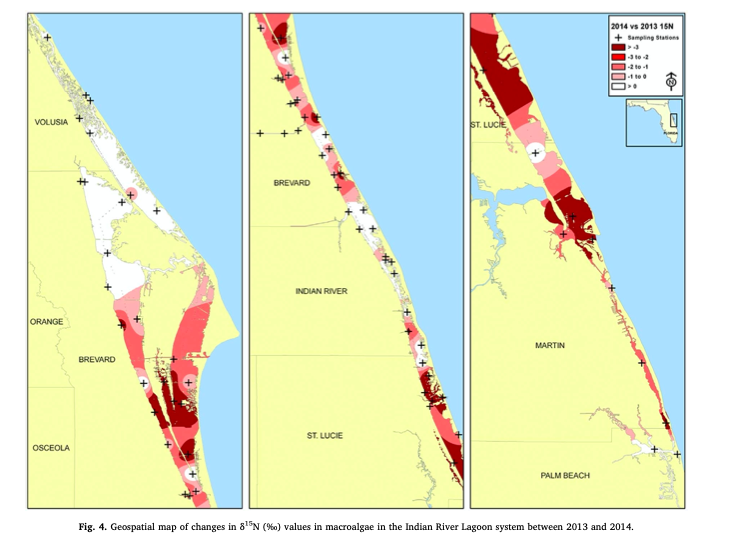 VOLUSIA
ORANGE
BREVARD
OSCEOLA
BREVARD
INDIAN RIVER
ST. LUCIE
2014 vs 2013 15N
Sampling Stations
> -3
-3 to -2
-2 to -1
-1 to 0
> 0
N
FLORIDA
ST. LUCIE
MARTIN
PALM BEACH
Fig. 4. Geospatial map of changes in δ¹⁵N (‰) values in macroalgae in the Indian River Lagoon system between 2013 and 2014.